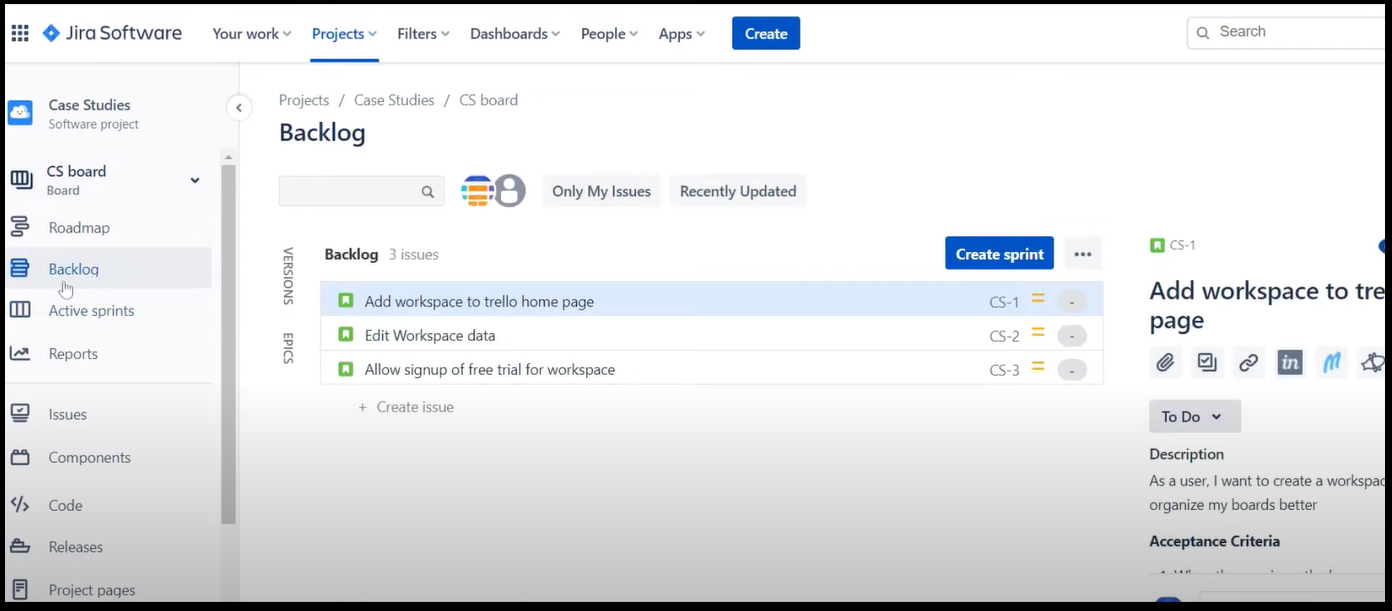 Jira Software
Your work
Projects
Filters
Dashboards
People
Apps
Create
Search
Case Studies
Software project
CS board
Board
Roadmap
Backlog
Active sprints
Reports
Issues
Components
Code
Releases
Project pages
Projects / Case Studies / CS board
Backlog
Only My Issues
Recently Updated
VERSIONS
EPICS
Backlog 3 issues
Create sprint
Add workspace to trello home page CS-1 -
Edit Workspace data CS-2 -
Allow signup of free trial for workspace CS-3 -
+ Create issue
CS-1
Add workspace to tre
page
in
To Do
Description
As a user, I want to create a workspac
organize my boards better
Acceptance Criteria